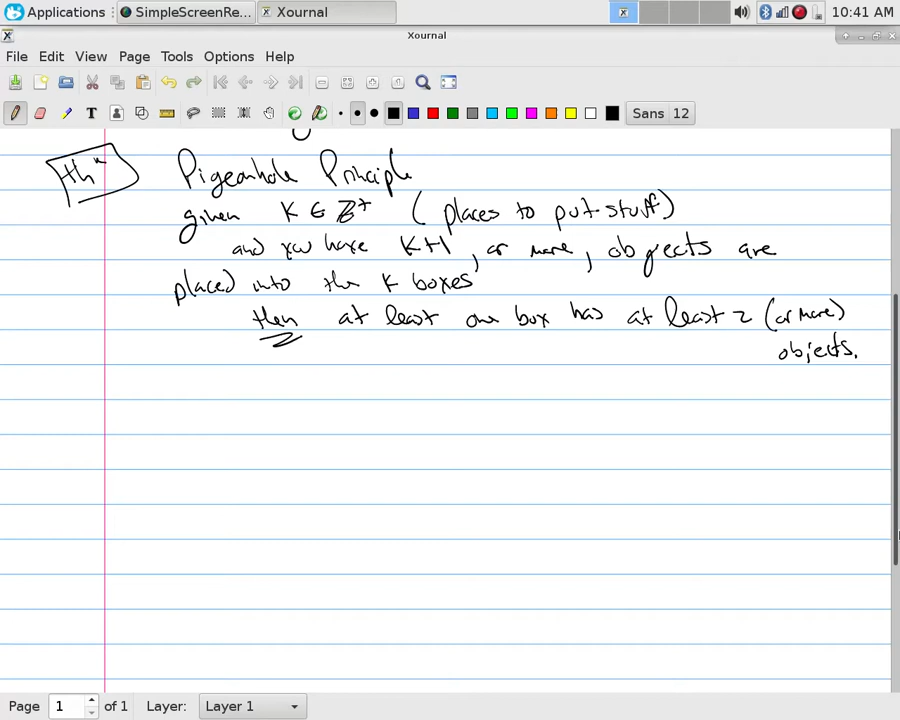 Applications SimpleScreenRe... Xournal 10:41 AM
Xournal
File Edit View Page Tools Options Help
Sans 12
Thᵐ Pigeonhole Principle
given K ∈ ℤ⁺ (places to put stuff)
and you have K+1, or more, objects are
placed into the K boxes
then at least one box has at least 2 (or more)
objects.
Page 1 of 1 Layer: Layer 1